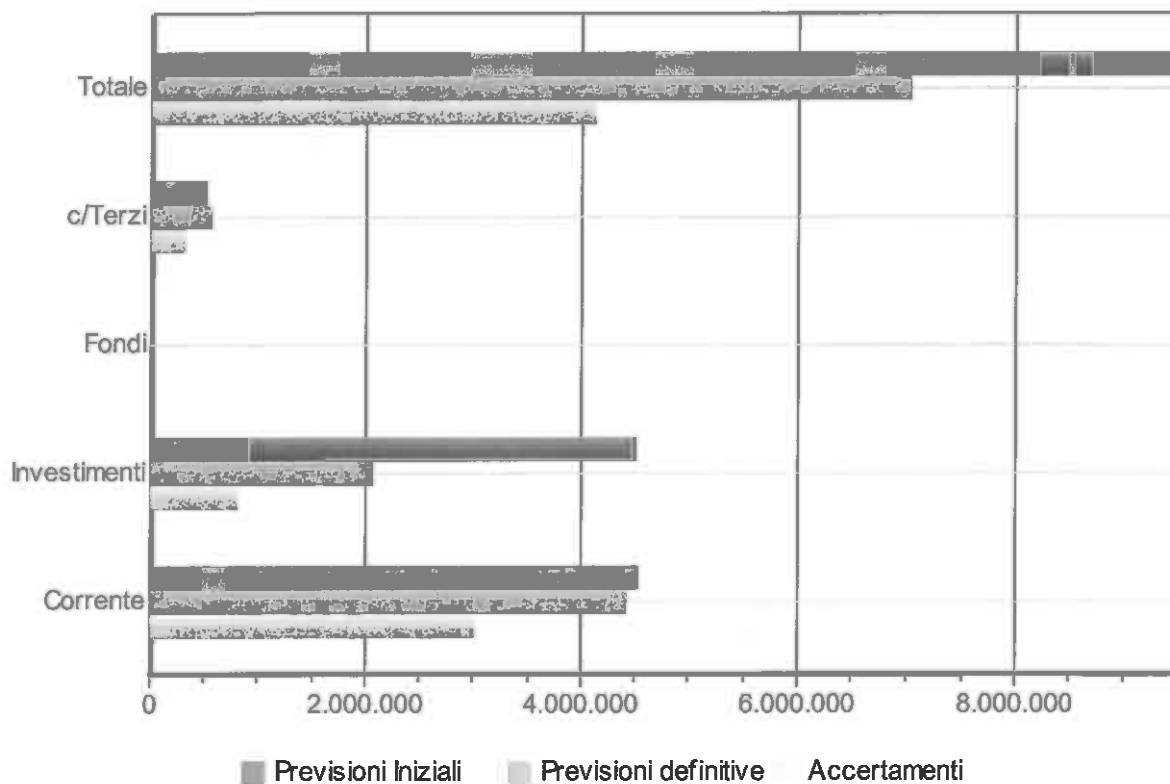 Totale
c/Terzi
Fondi
Investimenti
Corrente
0 2.000.000 4.000.000 6.000.000 8.000.000
Previsioni Iniziali Previsioni definitive Accertamenti